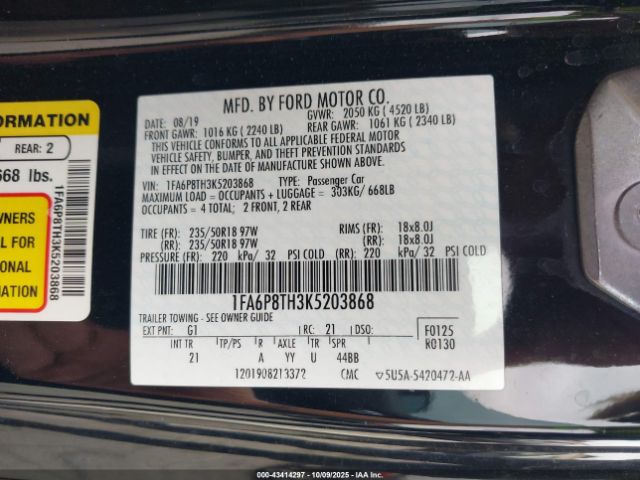 ORMATION
REAR: 2
668 lbs.
WNERS
L FOR
ONAL
ION
1FA6P8TH3K5203868
MFD. BY FORD MOTOR CO.
DATE: 08/19 GVWR: 2050 KG ( 4520 LB)
FRONT GAWR: 1016 KG ( 2240 LB) REAR GAWR: 1061 KG ( 2340 LB)
THIS VEHICLE CONFORMS TO ALL APPLICABLE FEDERAL MOTOR
VEHICLE SAFETY, BUMPER, AND THEFT PREVENTION STANDARDS
IN EFFECT ON THE DATE OF MANUFACTURE SHOWN ABOVE.
VIN: 1FA6P8TH3K5203868 TYPE: Passenger Car
MAXIMUM LOAD = OCCUPANTS + LUGGAGE = 303KG/ 668LB
OCCUPANTS = 4 TOTAL; 2 FRONT, 2 REAR
TIRE (FR): 235/50R18 97W RIMS (FR): 18x8.0J
(RR): 235/50R18 97W (RR): 18x8.0J
PRESSURE (FR): 220 kPa/ 32 PSI COLD (RR): 220 kPa/ 32 PSI COLD
1FA6P8TH3K5203868
TRAILER TOWING - SEE OWNER GUIDE
EXT PNT: G1 RC: 21 DSO: F0125
INT TR TP/PS R AXLE TR SPR R0130
21 A YY U 44BB
1201908213372 CMC 5U5A-5420472-AA
000-43414297 - 10/09/2025 - IAAI.CA